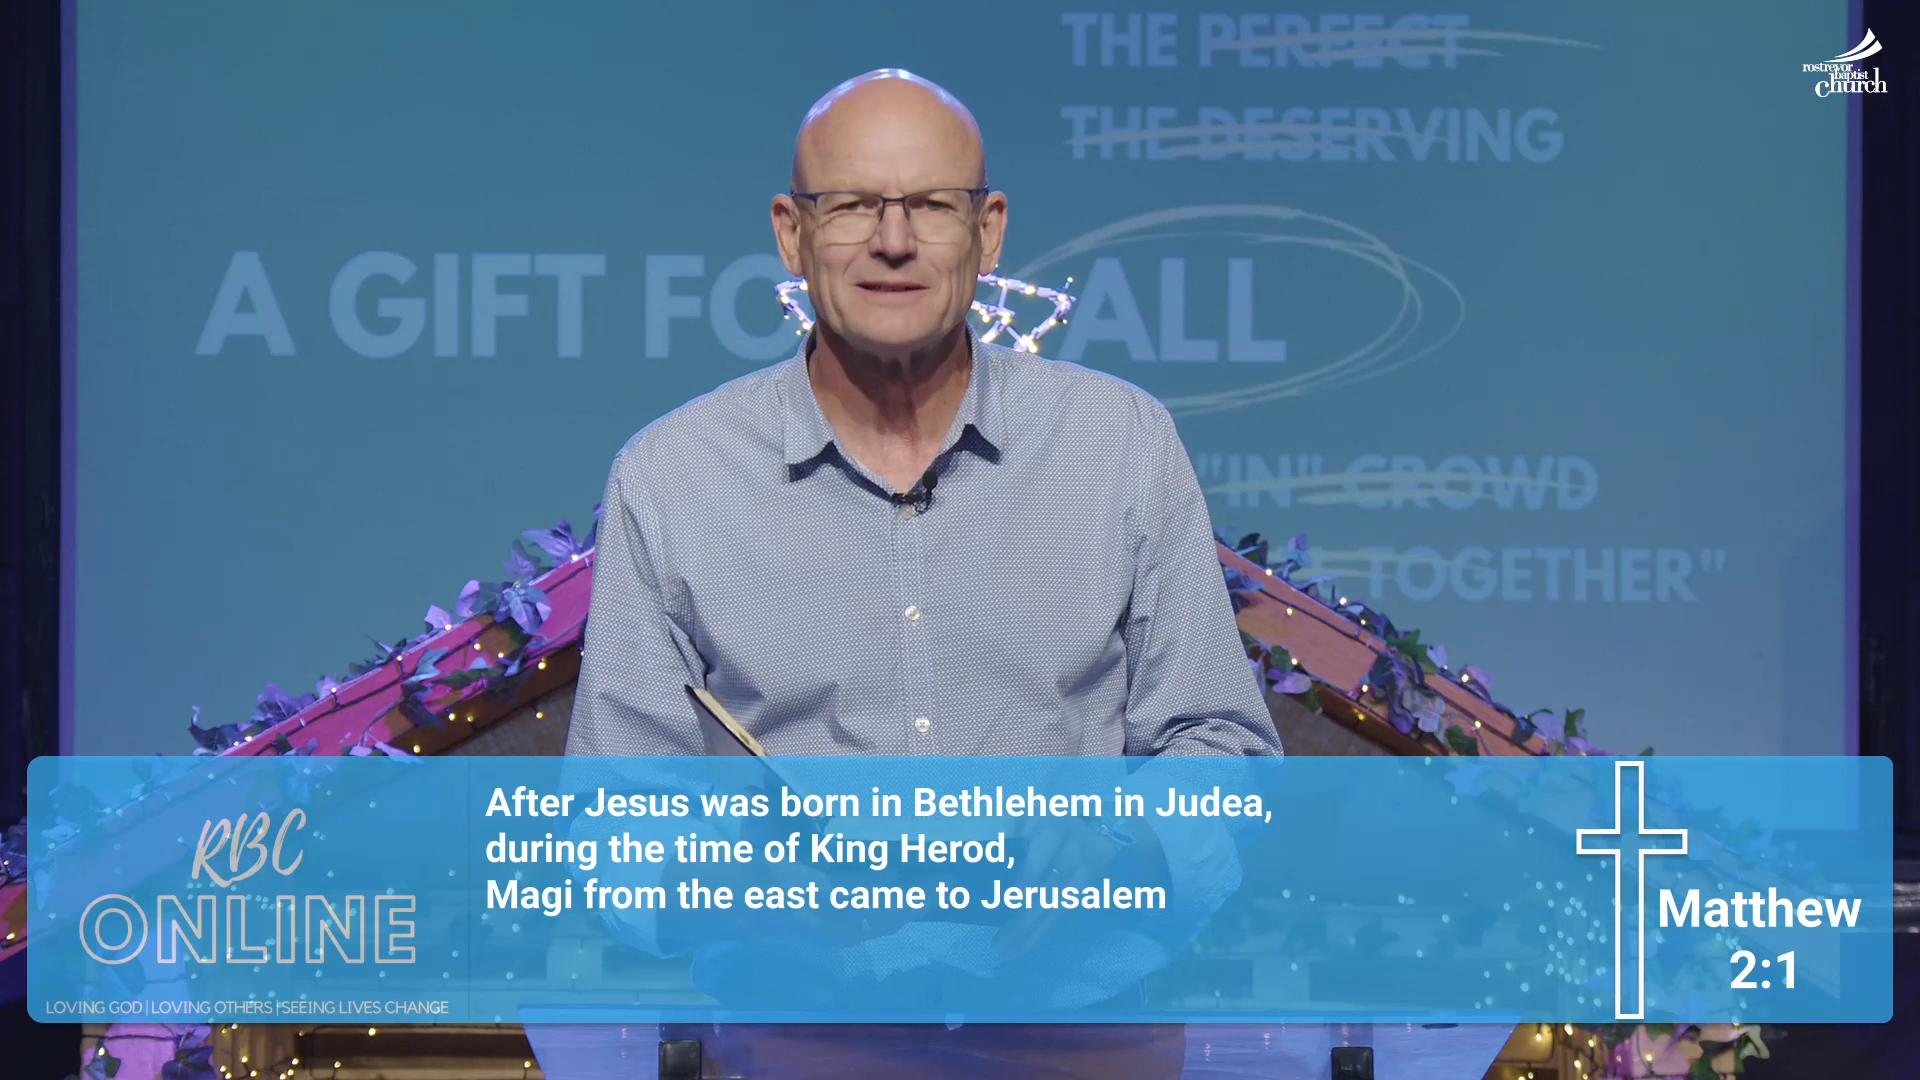 THE PERFECT
THE DESERVING
A GIFT FO ALL
"IN" CROWD
TOGETHER"
rostrevor
baptist
church
After Jesus was born in Bethlehem in Judea,
during the time of King Herod,
Magi from the east came to Jerusalem
RBC
ONLINE
LOVING GOD | LOVING OTHERS | SEEING LIVES CHANGE
Matthew
2:1